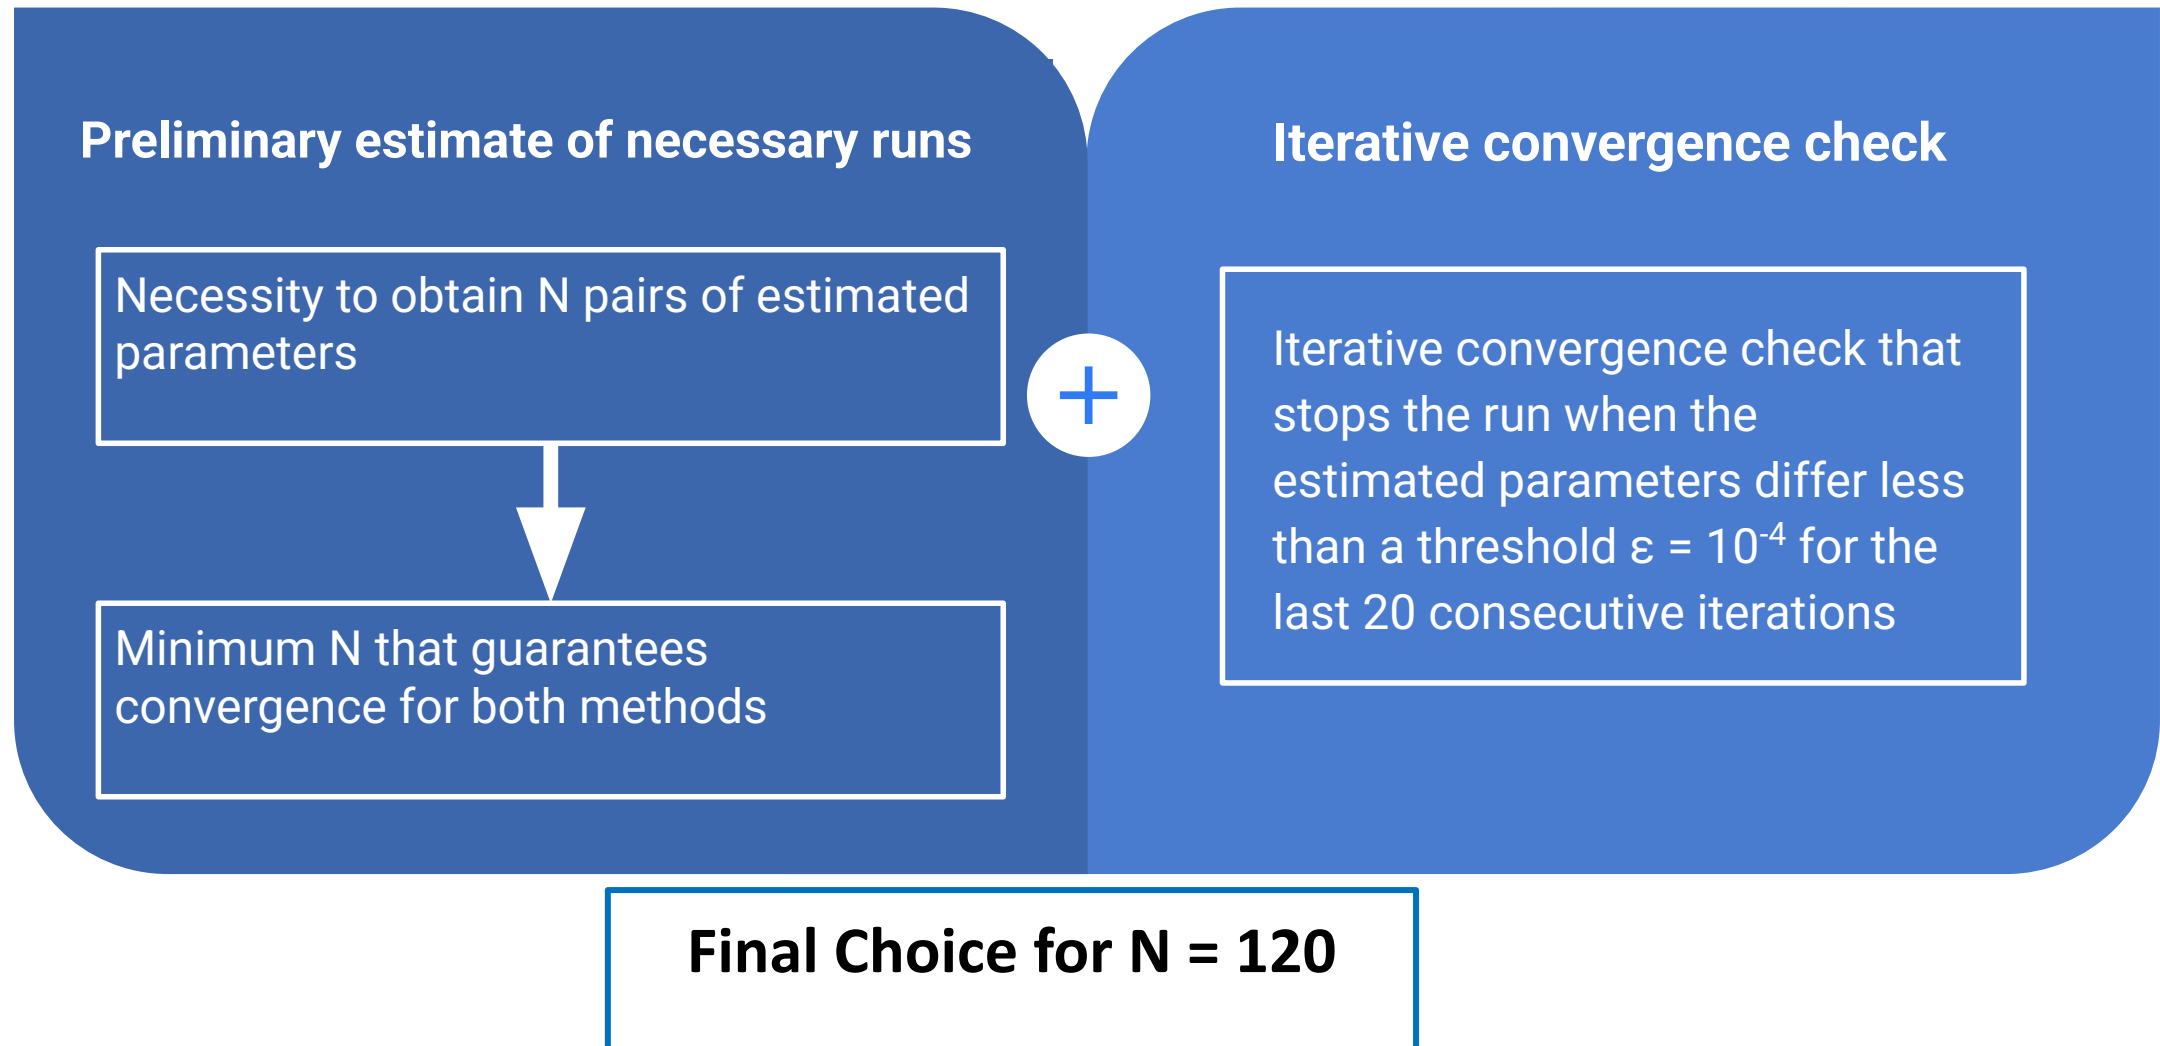 Preliminary estimate of necessary runs
Necessity to obtain N pairs of estimated
parameters
Minimum N that guarantees
convergence for both methods
+
Iterative convergence check
Iterative convergence check that
stops the run when the
estimated parameters differ less
than a threshold ε = 10⁻⁴ for the
last 20 consecutive iterations
Final Choice for N = 120